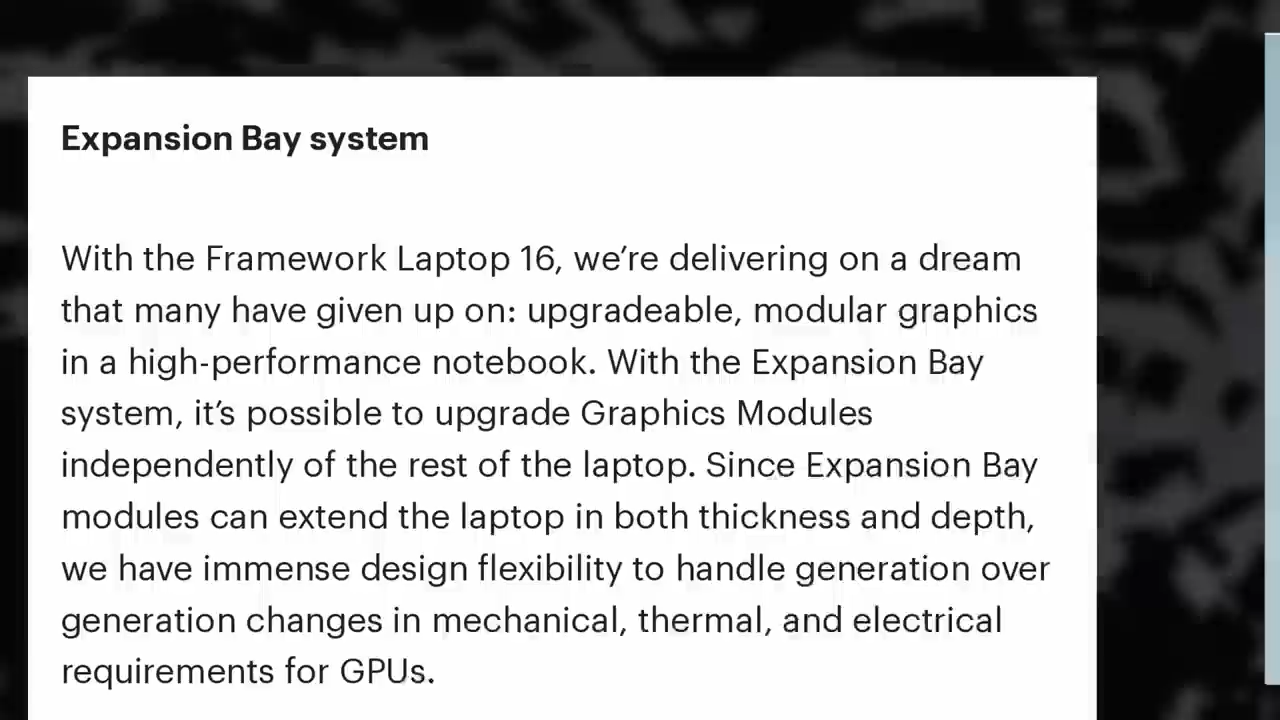 Expansion Bay system
With the Framework Laptop 16, we’re delivering on a dream
that many have given up on: upgradeable, modular graphics
in a high-performance notebook. With the Expansion Bay
system, it’s possible to upgrade Graphics Modules
independently of the rest of the laptop. Since Expansion Bay
modules can extend the laptop in both thickness and depth,
we have immense design flexibility to handle generation over
generation changes in mechanical, thermal, and electrical
requirements for GPUs.